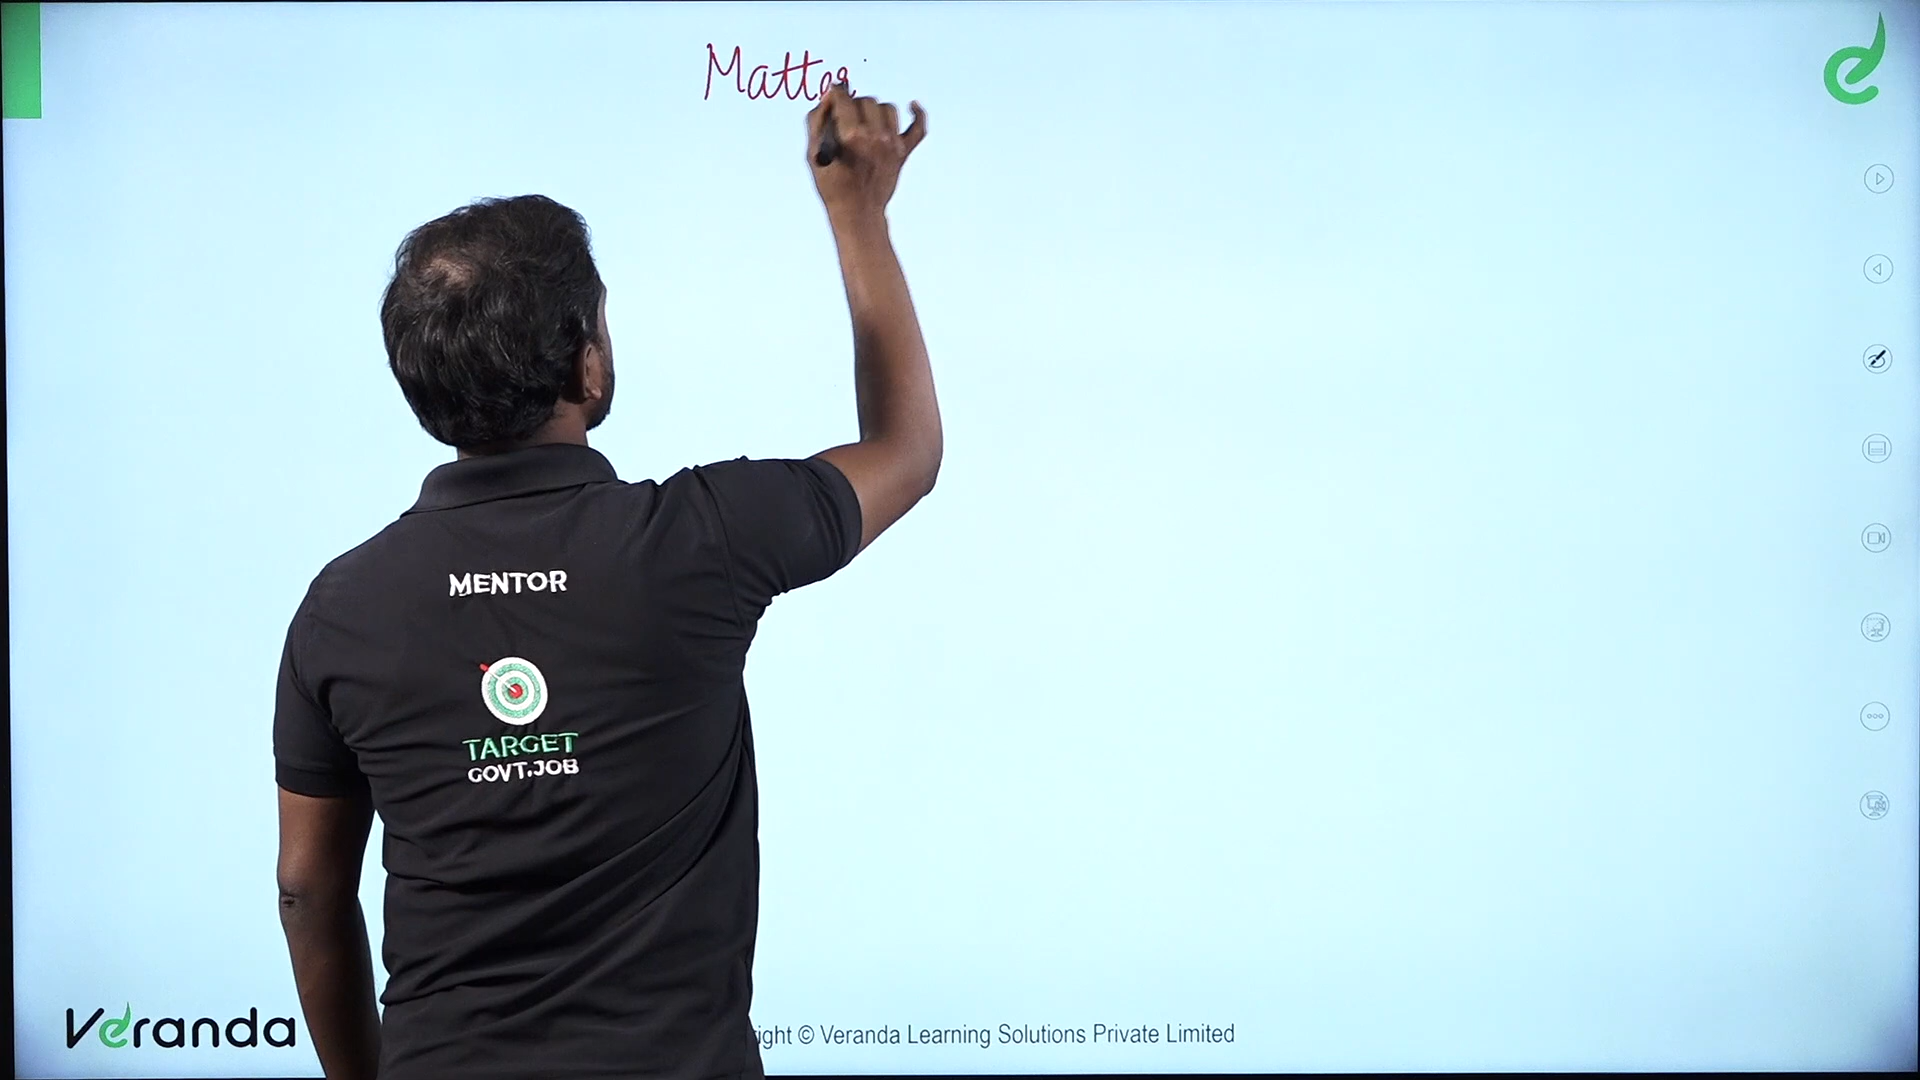 Matter
MENTOR
TARGET
GOVT.JOB
Veranda
ight © Veranda Learning Solutions Private Limited